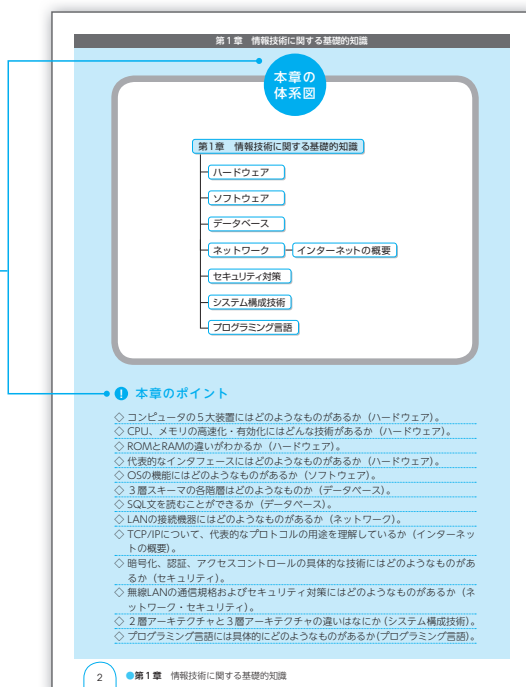 第1章 情報技術に関する基礎的知識
本章の
体系図
第1章 情報技術に関する基礎的知識
ハードウェア
ソフトウェア
データベース
ネットワーク
インターネットの概要
セキュリティ対策
システム構成技術
プログラミング言語
! 本章のポイント
◇ コンピュータの5大装置にはどのようなものがあるか（ハードウェア）。
◇ CPU、メモリの高速化・有効化にはどんな技術があるか（ハードウェア）。
◇ ROMとRAMの違いがわかるか（ハードウェア）。
◇ 代表的なインタフェースにはどのようなものがあるか（ハードウェア）。
◇ OSの機能にはどのようなものがあるか（ソフトウェア）。
◇ 3層スキーマの各階層はどのようなものか（データベース）。
◇ SQL文を読むことができるか（データベース）。
◇ LANの接続機器にはどのようなものがあるか（ネットワーク）。
◇ TCP/IPについて、代表的なプロトコルの用途を理解しているか（インターネッ
トの概要）。
◇ 暗号化、認証、アクセスコントロールの具体的な技術にはどのようなものがあ
るか（セキュリティ）。
◇ 無線LANの通信規格およびセキュリティ対策にはどのようなものがあるか（ネ
ットワーク・セキュリティ）。
◇ 2層アーキテクチャと3層アーキテクチャの違いはなにか（システム構成技術）。
◇ プログラミング言語には具体的にどのようなものがあるか（プログラミング言語）。
2 ●第1章 情報技術に関する基礎的知識